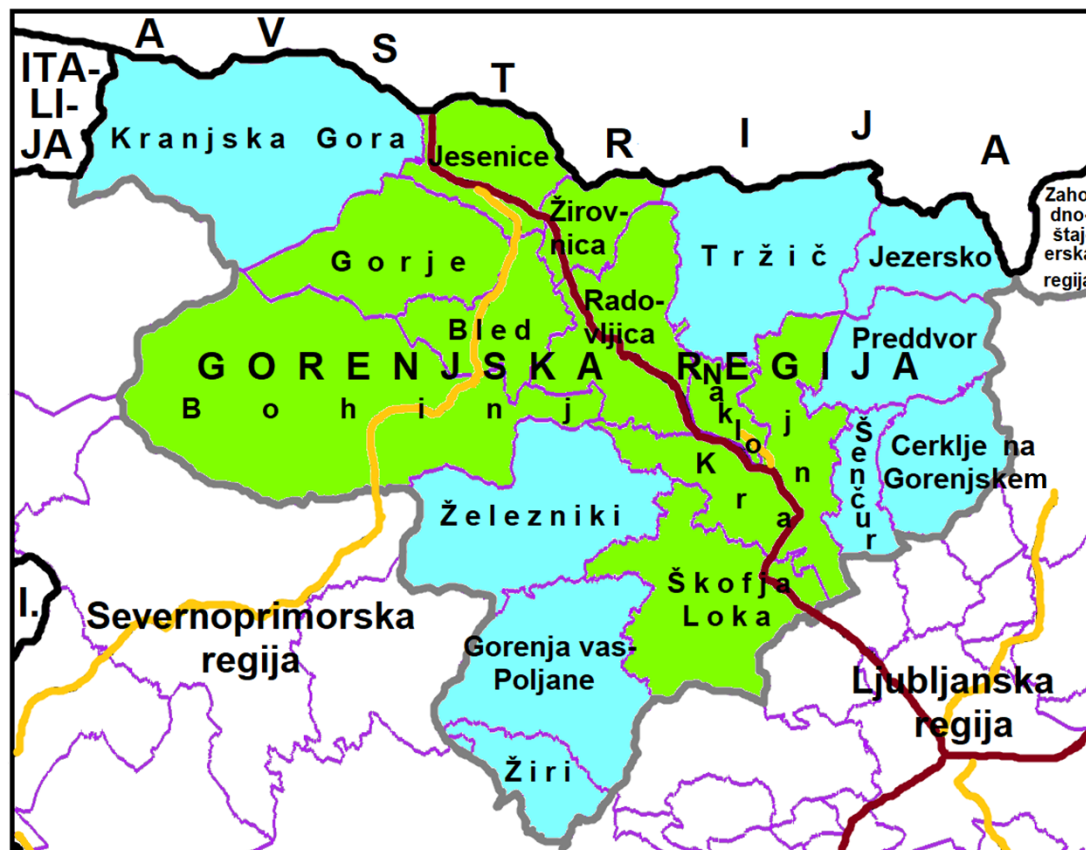 A V S T R I J A
ITA-
LI-
JA
Kranjska Gora
Jesenice
Žirov-
nica
Zaho
dno-
štaj
erska
regija
Gorje
Tržič
Jezersko
Rado-
vljica
Bled
Preddvor
GORENJSKA REGIJA
Bohinj
Naklo
Kranj
Šenčur
Cerklje na
Gorenjskem
Železniki
Škofja
Loka
I.
Severnoprimorska
regija
Gorenja vas-
Poljane
Ljubljanska
regija
Žiri